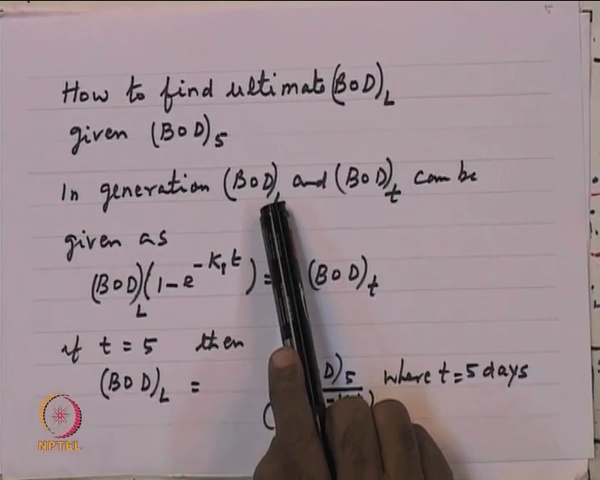 How to find ultimate (BOD)L
given (BOD)5
In generation (BOD) and (BOD)t can be
given as
(BOD)L (1-e^-K1t) = (BOD)t
if t = 5 then
(BOD)L = D)5 where t=5 days
NPTEL